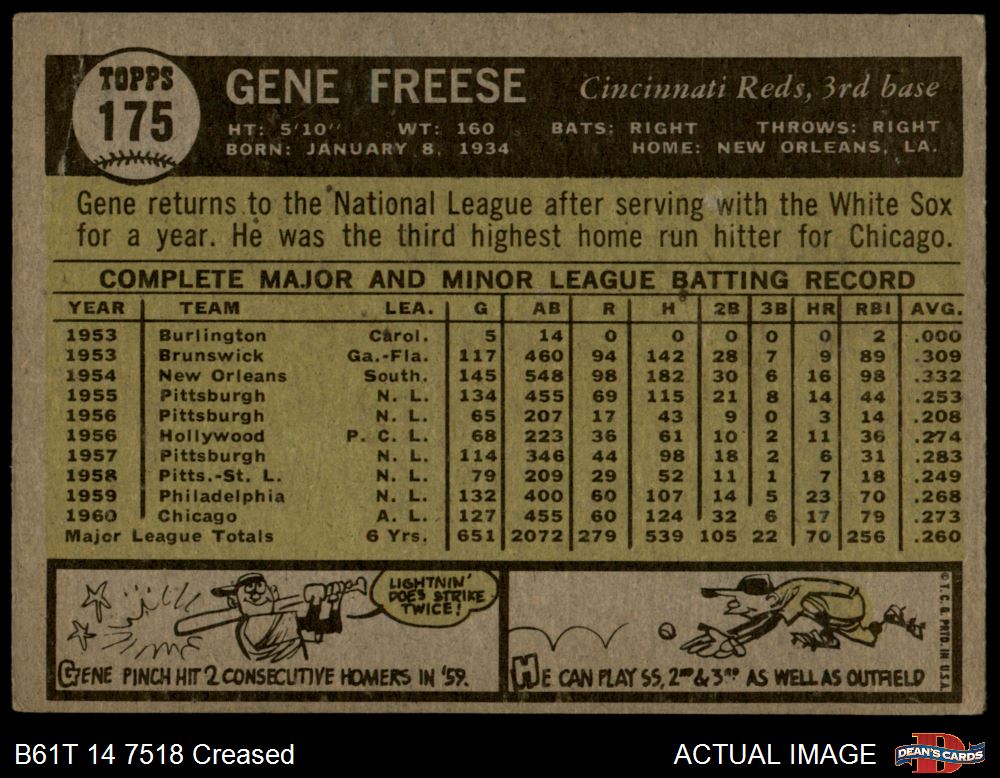 TOPPS
175
GENE FREESE Cincinnati Reds, 3rd base
HT: 5'10" WT: 160 BATS: RIGHT THROWS: RIGHT
BORN: JANUARY 8, 1934 HOME: NEW ORLEANS, LA.
Gene returns to the National League after serving with the White Sox
for a year. He was the third highest home run hitter for Chicago.
COMPLETE MAJOR AND MINOR LEAGUE BATTING RECORD
YEAR TEAM LEA. G AB R H 2B 3B HR RBI AVG.
1953 Burlington Carol. 5 14 0 0 0 0 0 2 .000
1953 Brunswick Ga.-Fla. 117 460 94 142 28 7 9 89 .309
1954 New Orleans South. 145 548 98 182 30 6 16 98 .332
1955 Pittsburgh N. L. 134 455 69 115 21 8 14 44 .253
1956 Pittsburgh N. L. 65 207 17 43 9 0 3 14 .208
1956 Hollywood P. C. L. 68 223 36 61 10 2 11 36 .274
1957 Pittsburgh N. L. 114 346 44 98 18 2 6 31 .283
1958 Pitts.-St. L. N. L. 79 209 29 52 11 1 7 18 .249
1959 Philadelphia N. L. 132 400 60 107 14 5 23 70 .268
1960 Chicago A. L. 127 455 60 124 32 6 17 79 .273
Major League Totals 6 Yrs. 651 2072 279 539 105 22 70 256 .260
LIGHTNIN'
DOES STRIKE
TWICE!
GENE PINCH HIT 2 CONSECUTIVE HOMERS IN '59.
HE CAN PLAY SS, 2ND & 3RD AS WELL AS OUTFIELD
© T. C. G. PRTD. IN U.S.A.
B61T 14 7518 Creased
ACTUAL IMAGE
DEAN'S CARDS